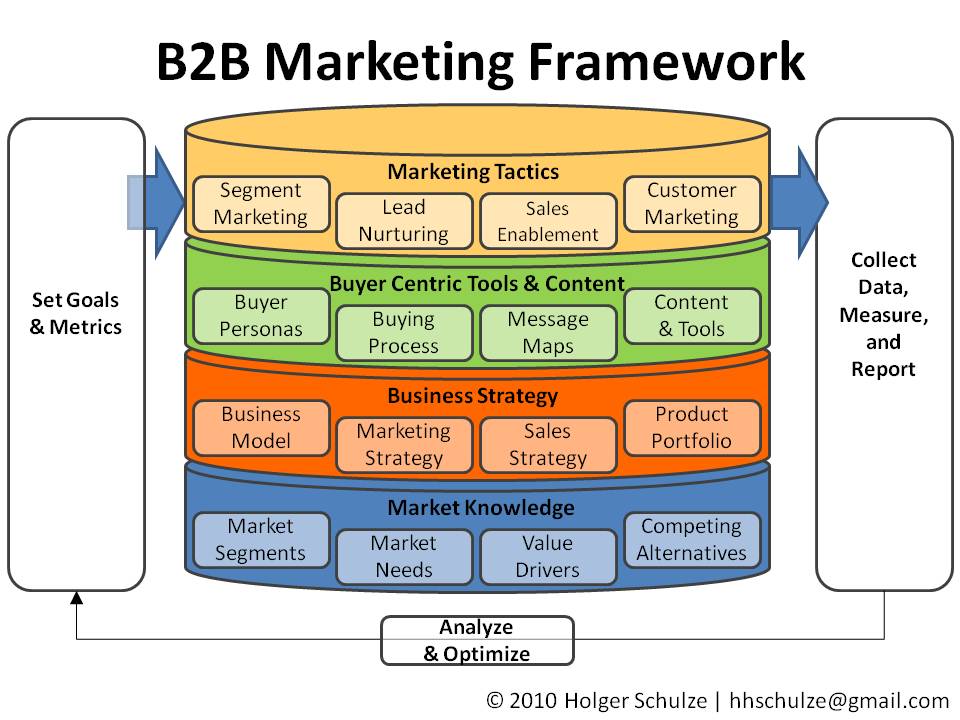 B2B Marketing Framework
Set Goals
& Metrics
Marketing Tactics
Segment
Marketing
Lead
Nurturing
Sales
Enablement
Customer
Marketing
Buyer Centric Tools & Content
Buyer
Personas
Buying
Process
Message
Maps
Content
& Tools
Business Strategy
Business
Model
Marketing
Strategy
Sales
Strategy
Product
Portfolio
Market Knowledge
Market
Segments
Market
Needs
Value
Drivers
Competing
Alternatives
Collect
Data,
Measure,
and
Report
Analyze
& Optimize
© 2010 Holger Schulze | hhschulze@gmail.com